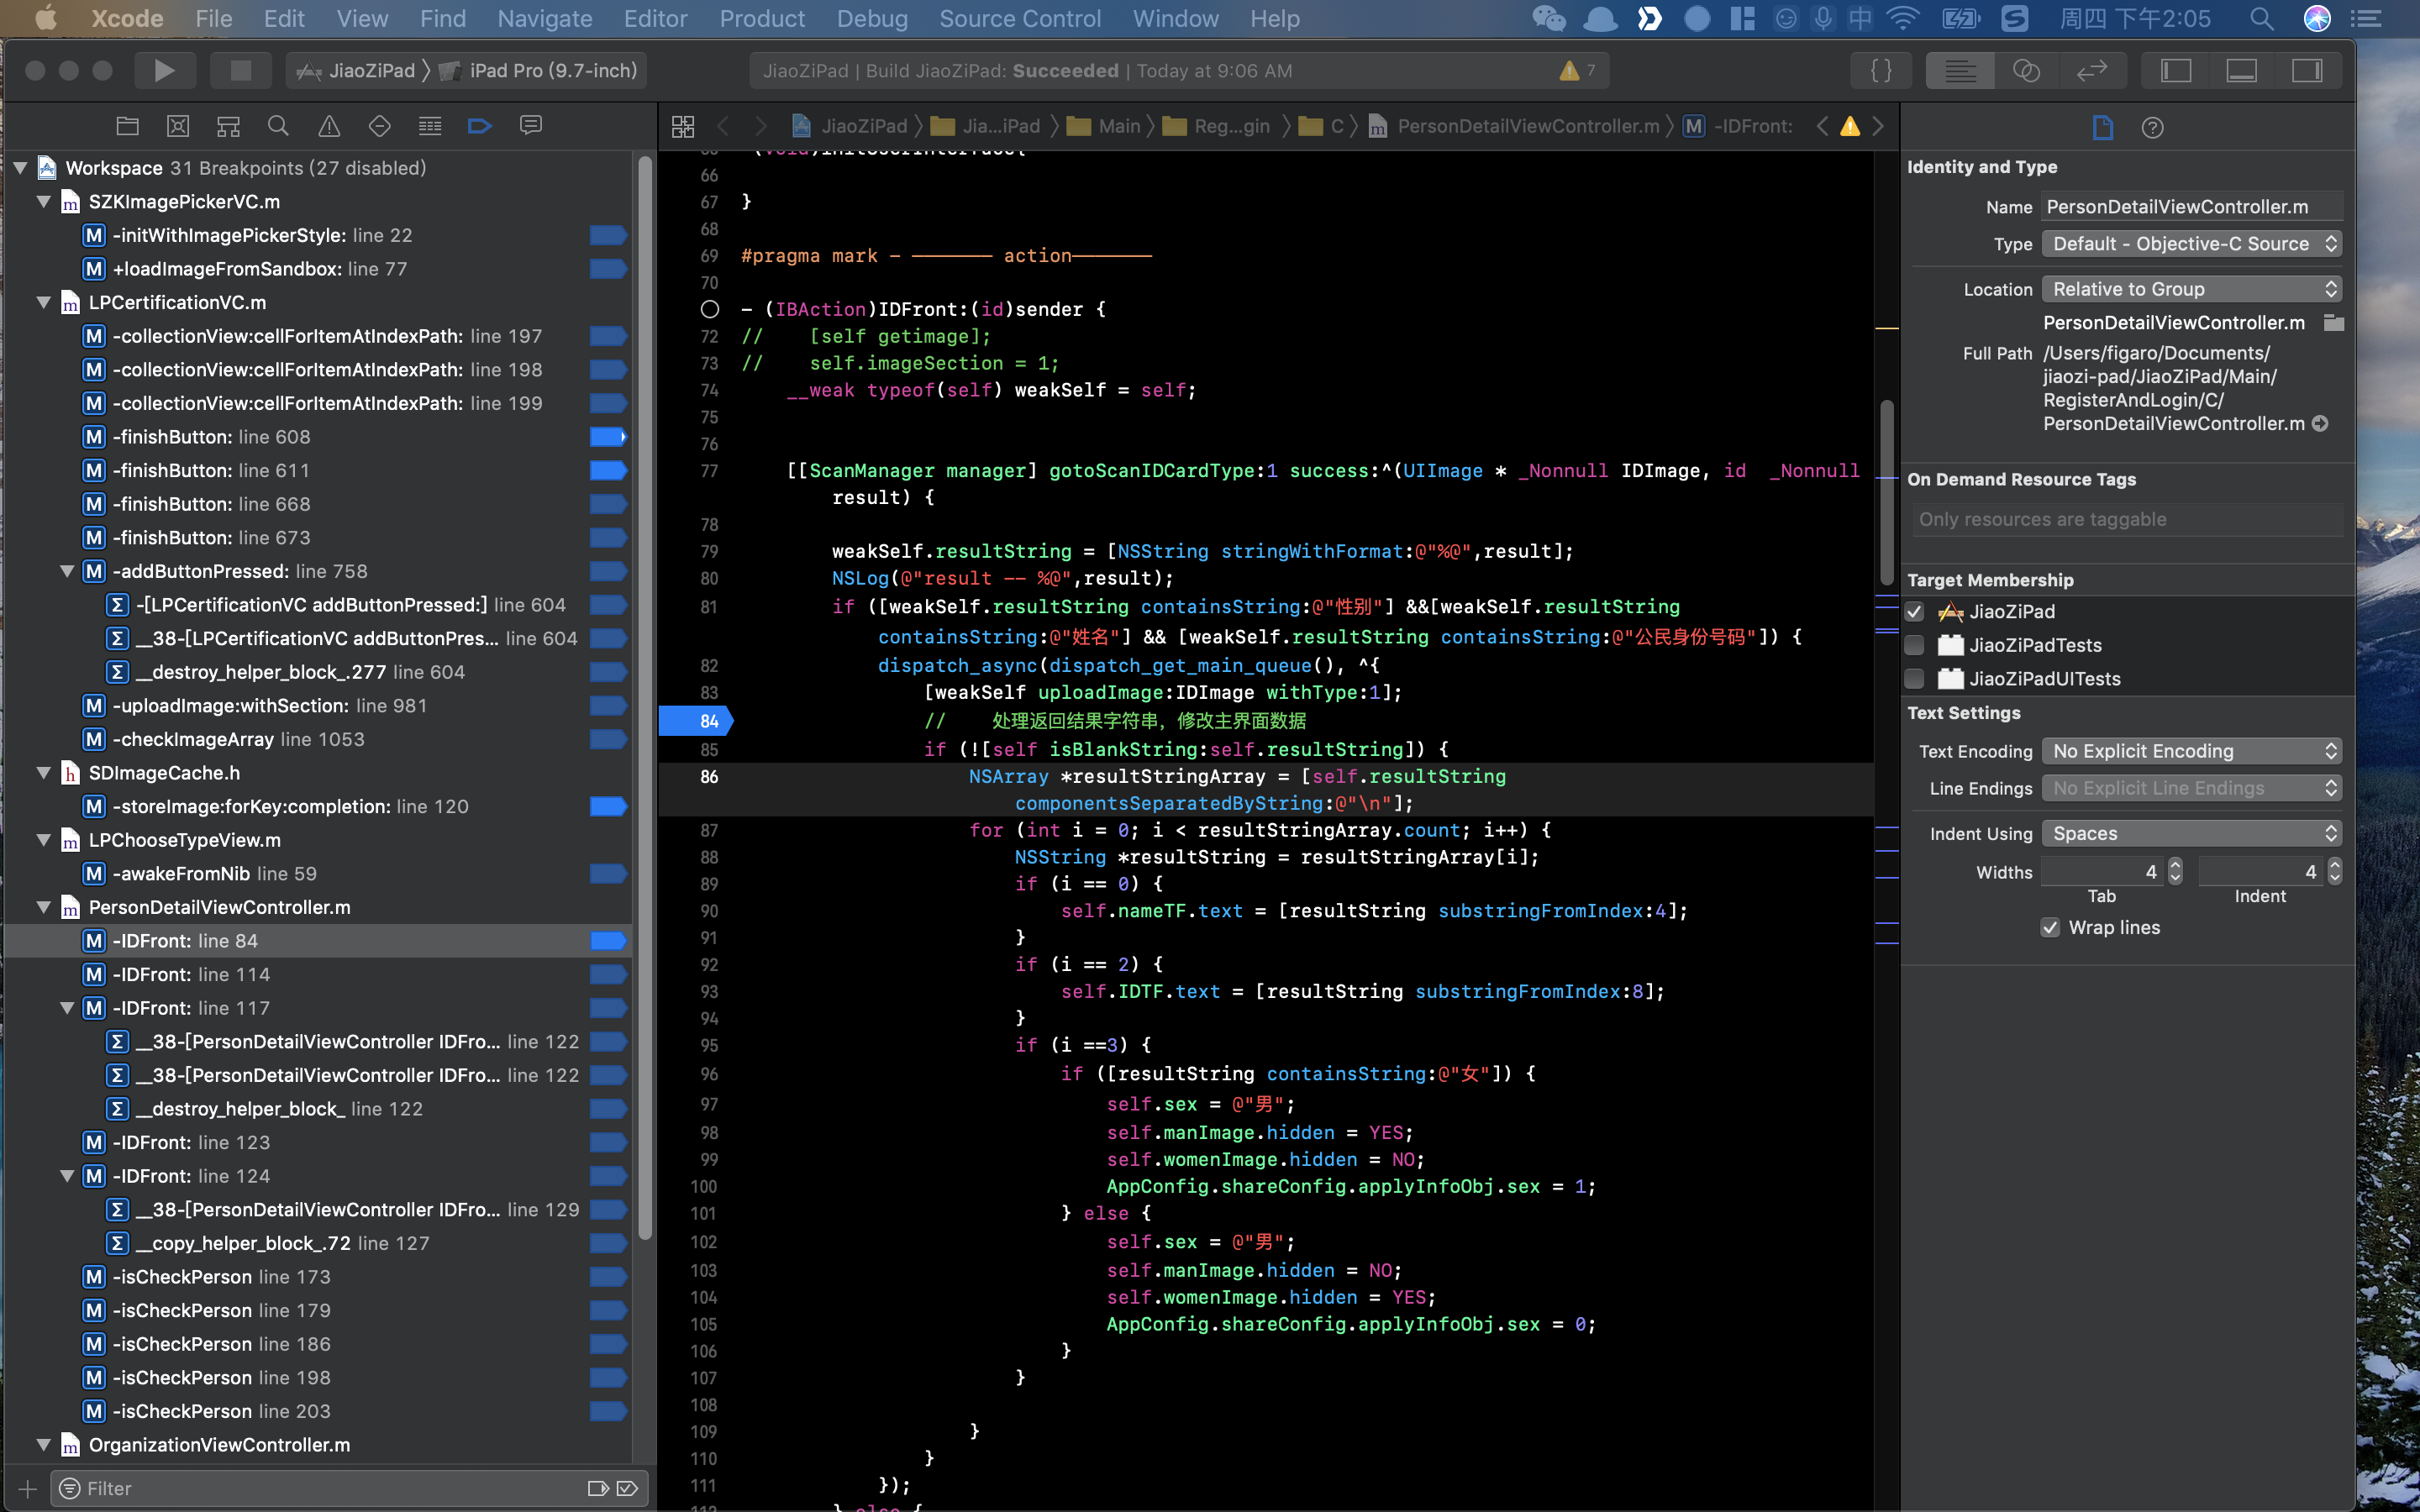 Xcode File Edit View Find Navigate Editor Product Debug Source Control Window Help 中 周四 下午2:05
JiaoZiPad 〉 iPad Pro (9.7-inch)
JiaoZiPad | Build JiaoZiPad: Succeeded | Today at 9:06 AM 7
Workspace 31 Breakpoints (27 disabled)
SZKImagePickerVC.m
M -initWithImagePickerStyle: line 22
M +loadImageFromSandbox: line 77
LPCertificationVC.m
M -collectionView:cellForItemAtIndexPath: line 197
M -collectionView:cellForItemAtIndexPath: line 198
M -collectionView:cellForItemAtIndexPath: line 199
M -finishButton: line 608
M -finishButton: line 611
M -finishButton: line 668
M -finishButton: line 673
M -addButtonPressed: line 758
Σ -[LPCertificationVC addButtonPressed:] line 604
Σ __38-[LPCertificationVC addButtonPres... line 604
Σ __destroy_helper_block_.277 line 604
M -uploadImage:withSection: line 981
M -checkImageArray line 1053
SDImageCache.h
M -storeImage:forKey:completion: line 120
LPChooseTypeView.m
M -awakeFromNib line 59
PersonDetailViewController.m
M -IDFront: line 84
M -IDFront: line 114
M -IDFront: line 117
Σ __38-[PersonDetailViewController IDFro... line 122
Σ __38-[PersonDetailViewController IDFro... line 122
Σ __destroy_helper_block_ line 122
M -IDFront: line 123
M -IDFront: line 124
Σ __38-[PersonDetailViewController IDFro... line 129
Σ __copy_helper_block_.72 line 127
M -isCheckPerson line 173
M -isCheckPerson line 179
M -isCheckPerson line 186
M -isCheckPerson line 198
M -isCheckPerson line 203
OrganizationViewController.m
Filter
JiaoZiPad 〉 Jia...iPad 〉 Main 〉 Reg...gin 〉 C 〉 PersonDetailViewController.m 〉 M -IDFront:
66
67 }
68
69 #pragma mark - ——————— action———————
70
- (IBAction)IDFront:(id)sender {
72 // [self getimage];
73 // self.imageSection = 1;
74 __weak typeof(self) weakSelf = self;
75
76
77 [[ScanManager manager] gotoScanIDCardType:1 success:^(UIImage * _Nonnull IDImage, id _Nonnull
result) {
78
79 weakSelf.resultString = [NSString stringWithFormat:@"%@",result];
80 NSLog(@"result -- %@",result);
81 if ([weakSelf.resultString containsString:@"性别"] &&[weakSelf.resultString
containsString:@"姓名"] && [weakSelf.resultString containsString:@"公民身份号码"]) {
82 dispatch_async(dispatch_get_main_queue(), ^{
83 [weakSelf uploadImage:IDImage withType:1];
84 // 处理返回结果字符串，修改主界面数据
85 if (![self isBlankString:self.resultString]) {
86 NSArray *resultStringArray = [self.resultString
componentsSeparatedByString:@"\n"];
87 for (int i = 0; i < resultStringArray.count; i++) {
88 NSString *resultString = resultStringArray[i];
89 if (i == 0) {
90 self.nameTF.text = [resultString substringFromIndex:4];
91 }
92 if (i == 2) {
93 self.IDTF.text = [resultString substringFromIndex:8];
94 }
95 if (i ==3) {
96 if ([resultString containsString:@"女"]) {
97 self.sex = @"男";
98 self.manImage.hidden = YES;
99 self.womenImage.hidden = NO;
100 AppConfig.shareConfig.applyInfoObj.sex = 1;
101 } else {
102 self.sex = @"男";
103 self.manImage.hidden = NO;
104 self.womenImage.hidden = YES;
105 AppConfig.shareConfig.applyInfoObj.sex = 0;
106 }
107 }
108
109 }
110 }
111 });
Identity and Type
Name PersonDetailViewController.m
Type Default - Objective-C Source
Location Relative to Group
PersonDetailViewController.m
Full Path /Users/figaro/Documents/
jiaozi-pad/JiaoZiPad/Main/
RegisterAndLogin/C/
PersonDetailViewController.m
On Demand Resource Tags
Only resources are taggable
Target Membership
JiaoZiPad
JiaoZiPadTests
JiaoZiPadUITests
Text Settings
Text Encoding No Explicit Encoding
Line Endings No Explicit Line Endings
Indent Using Spaces
Widths 4 4
Tab Indent
Wrap lines